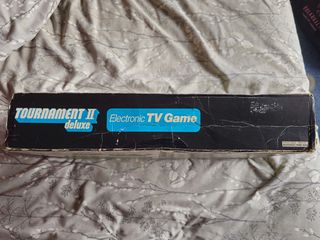 TOURNAMENT II
deluxe
Electronic TV Game